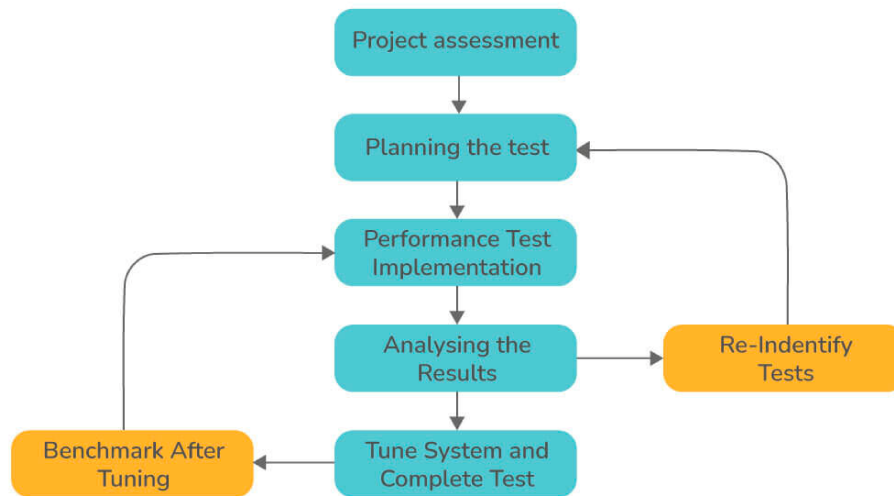 Project assessment
Planning the test
Performance Test
Implementation
Analysing the
Results
Re-Indentify
Tests
Benchmark After
Tuning
Tune System and
Complete Test